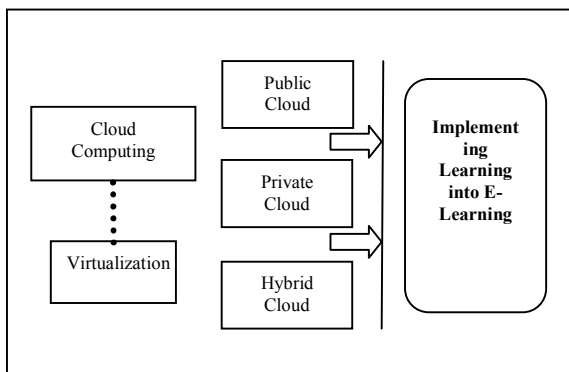 Cloud
Computing
Virtualization
Public
Cloud
Private
Cloud
Hybrid
Cloud
Implement
ing
Learning
into E-
Learning